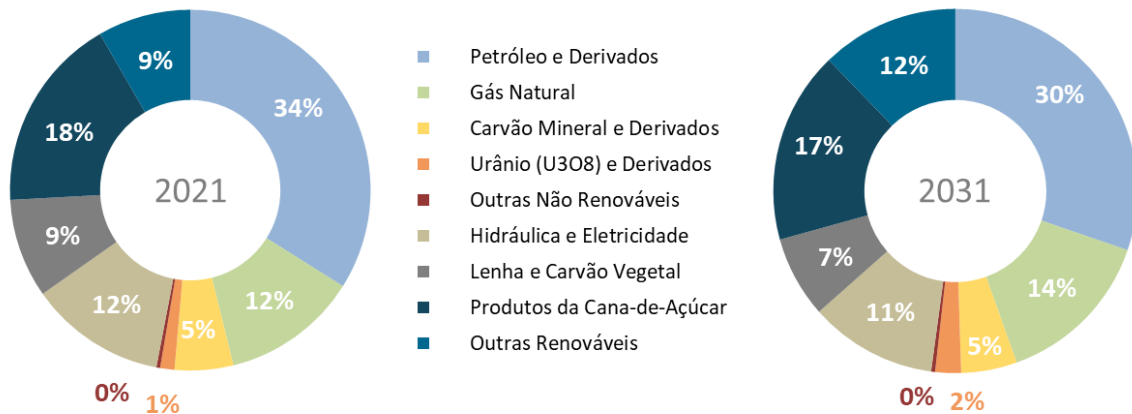 2021
34%
12%
5%
1%
0%
12%
9%
18%
9%
Petróleo e Derivados
Gás Natural
Carvão Mineral e Derivados
Urânio (U3O8) e Derivados
Outras Não Renováveis
Hidráulica e Eletricidade
Lenha e Carvão Vegetal
Produtos da Cana-de-Açúcar
Outras Renováveis
2031
30%
14%
5%
2%
0%
11%
7%
17%
12%